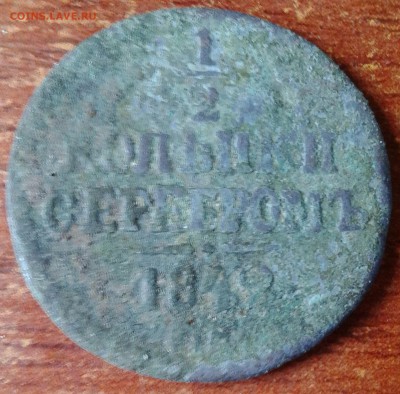 COINS.LAVE.RU
1
2
КОПѢЙКИ
СЕРЕБРОМЪ